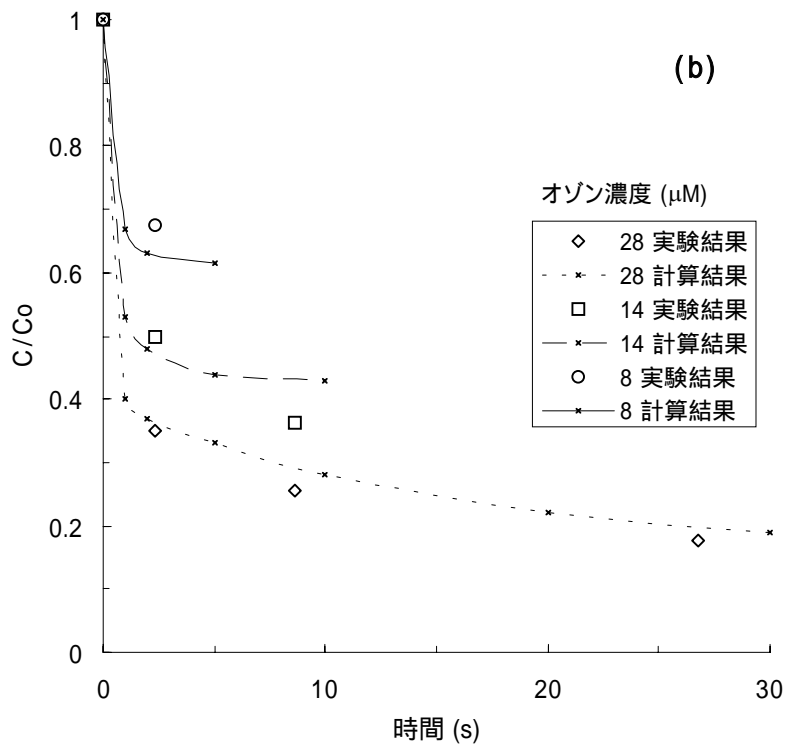 (b)
C/Co
1
0.8
0.6
0.4
0.2
0
0
10
20
30
時間 (s)
オゾン濃度 (μM)
28 実験結果
28 計算結果
14 実験結果
14 計算結果
8 実験結果
8 計算結果